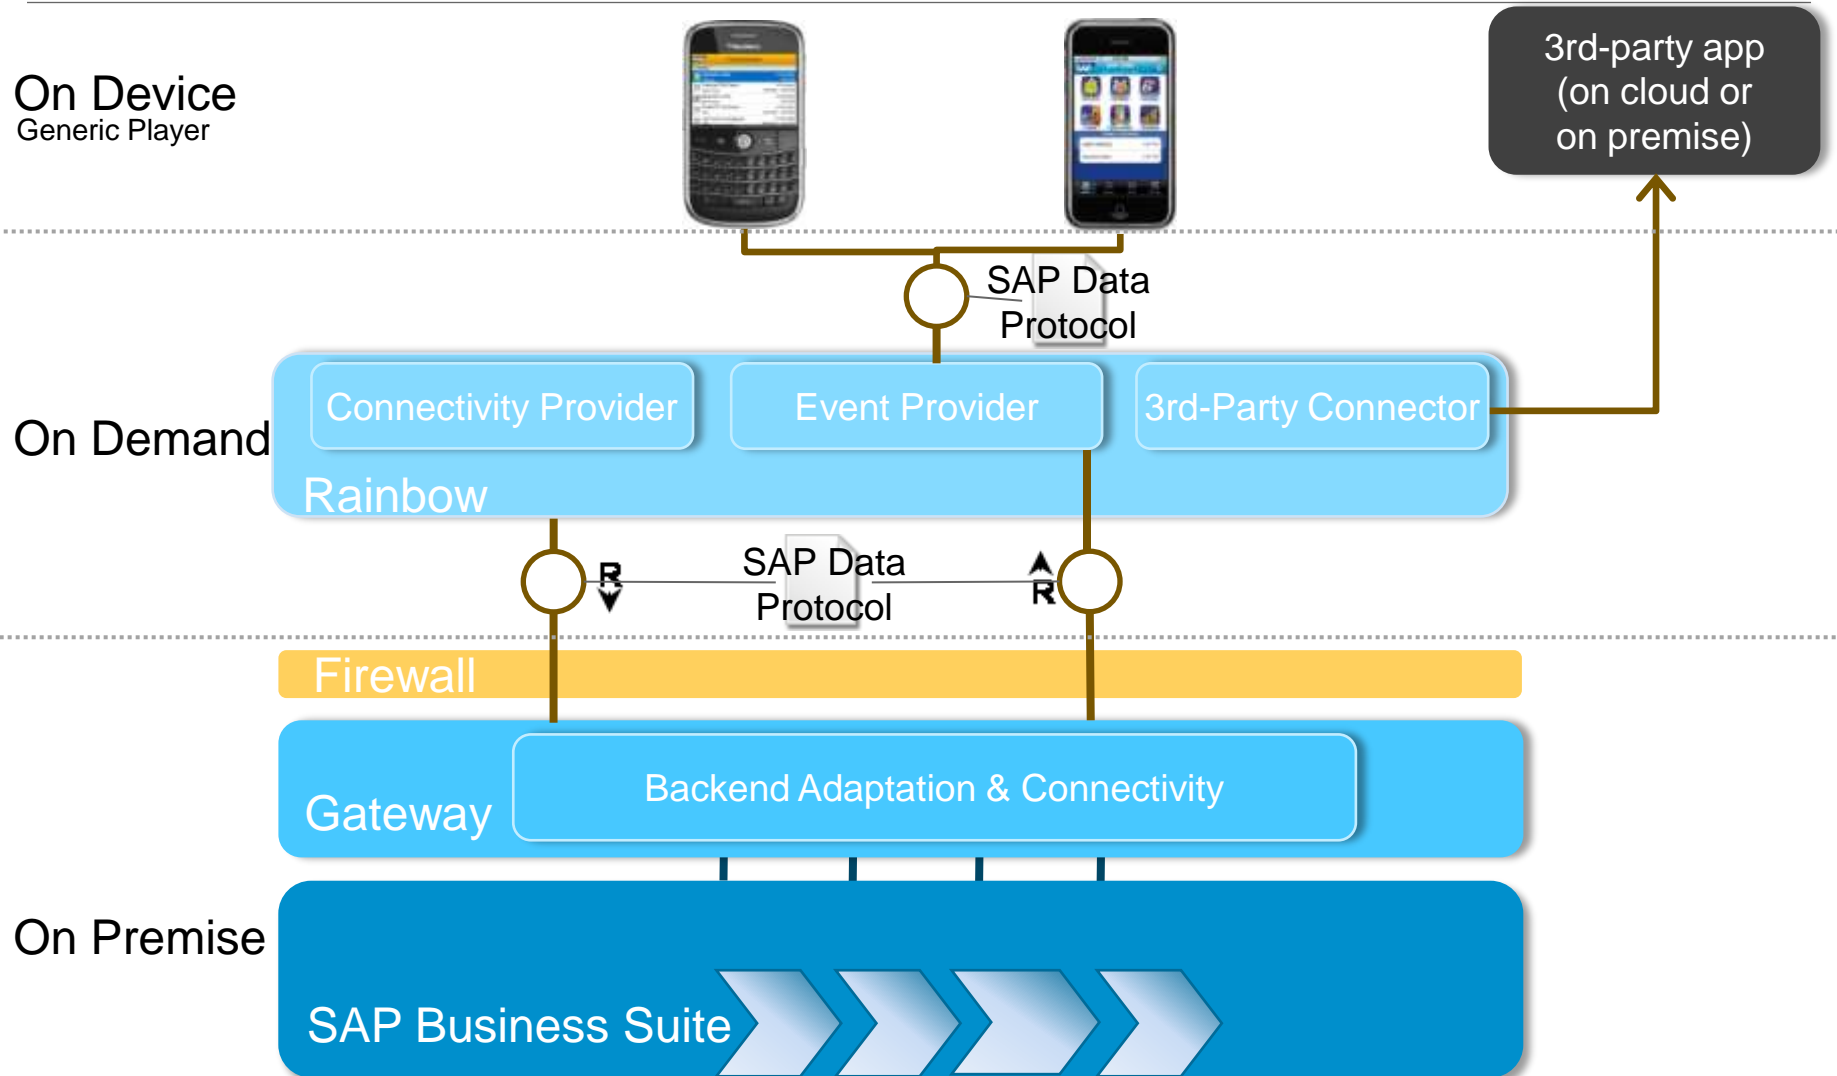 On Device
Generic Player
3rd-party app
(on cloud or
on premise)
SAP Data
Protocol
Connectivity Provider
Event Provider
3rd-Party Connector
On Demand
Rainbow
R
SAP Data
Protocol
R
Firewall
Backend Adaptation & Connectivity
Gateway
On Premise
SAP Business Suite